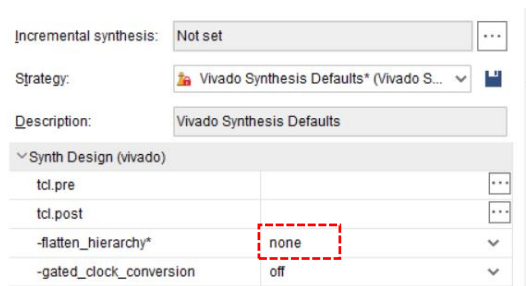 Incremental synthesis: Not set ...
Strategy: Vivado Synthesis Defaults* (Vivado S...
Description: Vivado Synthesis Defaults
Synth Design (vivado)
tcl.pre ...
tcl.post ...
-flatten_hierarchy* none
-gated_clock_conversion off